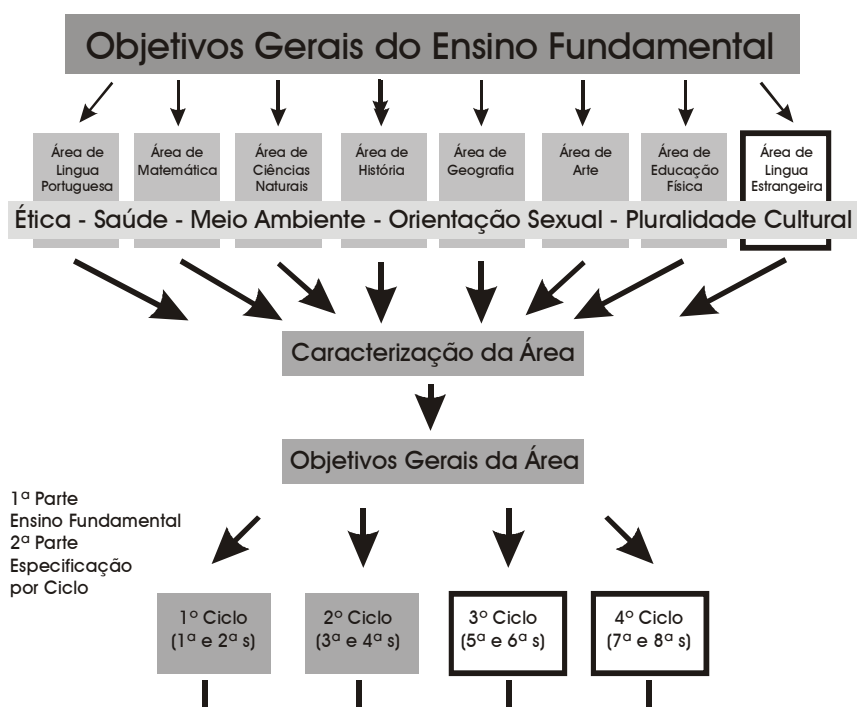 Objetivos Gerais do Ensino Fundamental
Área de
Lingua
Portuguesa
Área de
Matemática
Área de
Ciências
Naturais
Área de
História
Área de
Geografia
Área de
Arte
Área de
Educação
Física
Área de
Lingua
Estrangeira
Ética - Saúde - Meio Ambiente - Orientação Sexual - Pluralidade Cultural
Caracterização da Área
Objetivos Gerais da Área
1ª Parte
Ensino Fundamental
2ª Parte
Especificação
por Ciclo
1º Ciclo
(1ª e 2ª s)
2º Ciclo
(3ª e 4ª s)
3º Ciclo
(5ª e 6ª s)
4º Ciclo
(7ª e 8ª s)